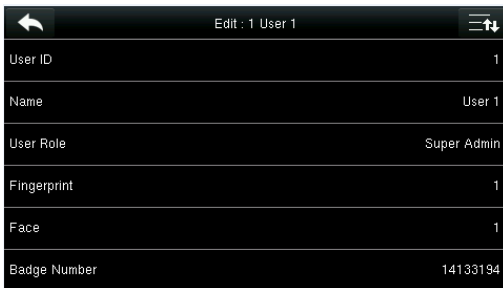 Edit : 1 User 1
User ID 1
Name User 1
User Role Super Admin
Fingerprint 1
Face 1
Badge Number 14133194